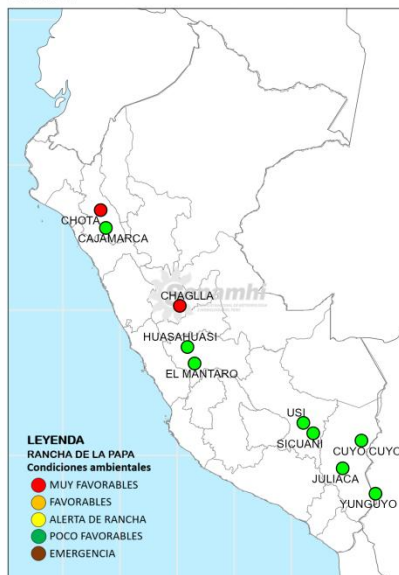 CHOTA
CAJAMARCA
Senamhi
CHAGLLA
HUASAHUASI
EL MANTARO
USI
SICUANI
CUYO CUYO
JULIACA
YUNGUYO
LEYENDA
RANCHA DE LA PAPA
Condiciones ambientales
MUY FAVORABLES
FAVORABLES
ALERTA DE RANCHA
POCO FAVORABLES
EMERGENCIA